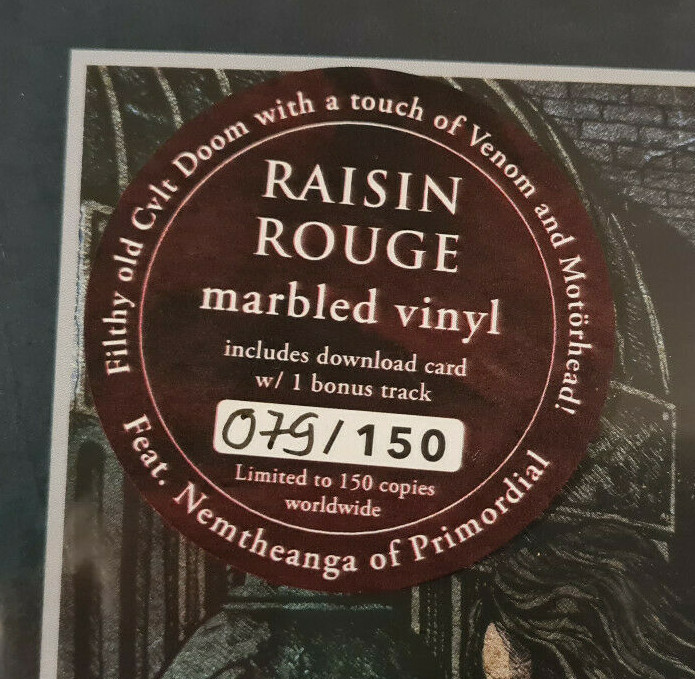 Filthy old Cvlt Doom with a touch of Venom and Motörhead!
RAISIN
ROUGE
marbled vinyl
includes download card
w/ 1 bonus track
079/150
Limited to 150 copies
worldwide
Feat. Nemtheanga of Primordial